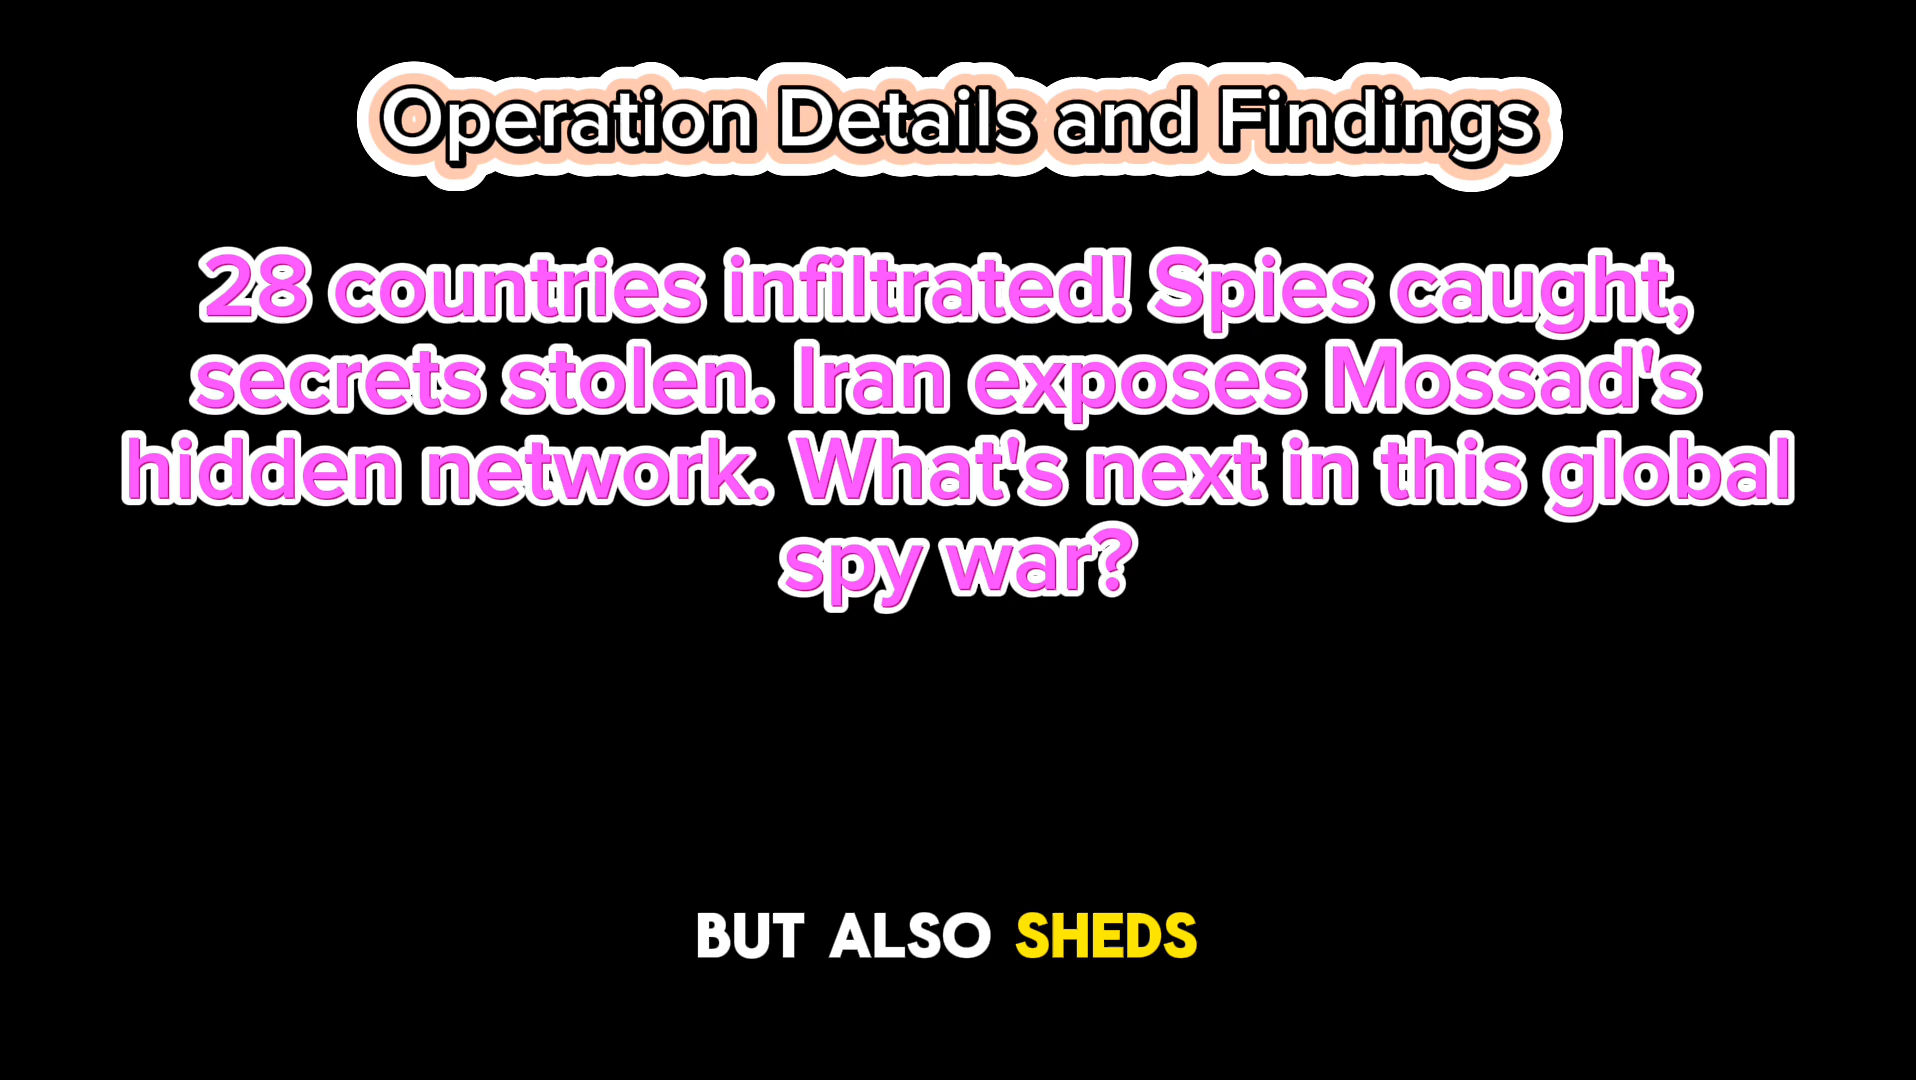 Operation Details and Findings
28 countries infiltrated! Spies caught,
secrets stolen. Iran exposes Mossad's
hidden network. What's next in this global
spy war?
BUT ALSO SHEDS